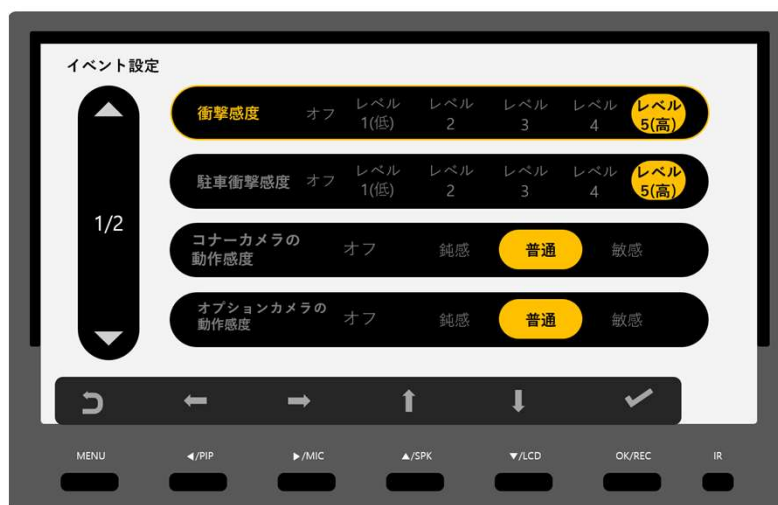 イベント設定
衝撃感度 オフ レベル 1(低) レベル 2 レベル 3 レベル 4 レベル 5(高)
駐車衝撃感度 オフ レベル 1(低) レベル 2 レベル 3 レベル 4 レベル 5(高)
1/2
コナーカメラの
動作感度 オフ 鈍感 普通 敏感
オプションカメラの
動作感度 オフ 鈍感 普通 敏感
MENU ◀/PIP ▶/MIC ▲/SPK ▼/LCD OK/REC IR